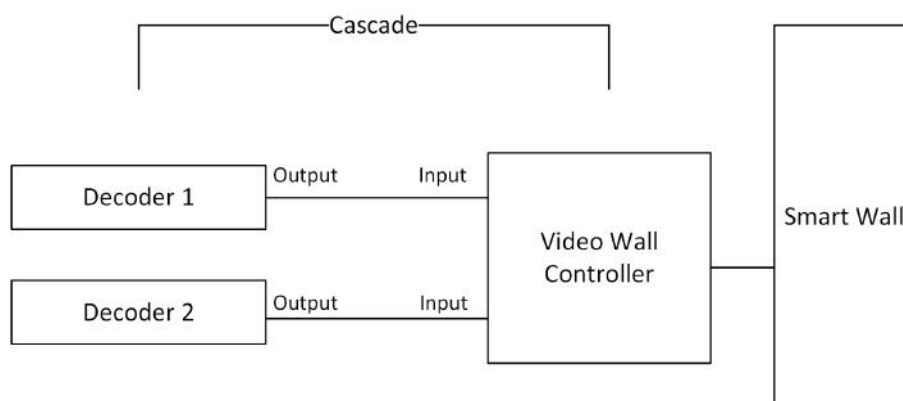 Cascade
Decoder 1
Output
Input
Decoder 2
Output
Input
Video Wall
Controller
Smart Wall